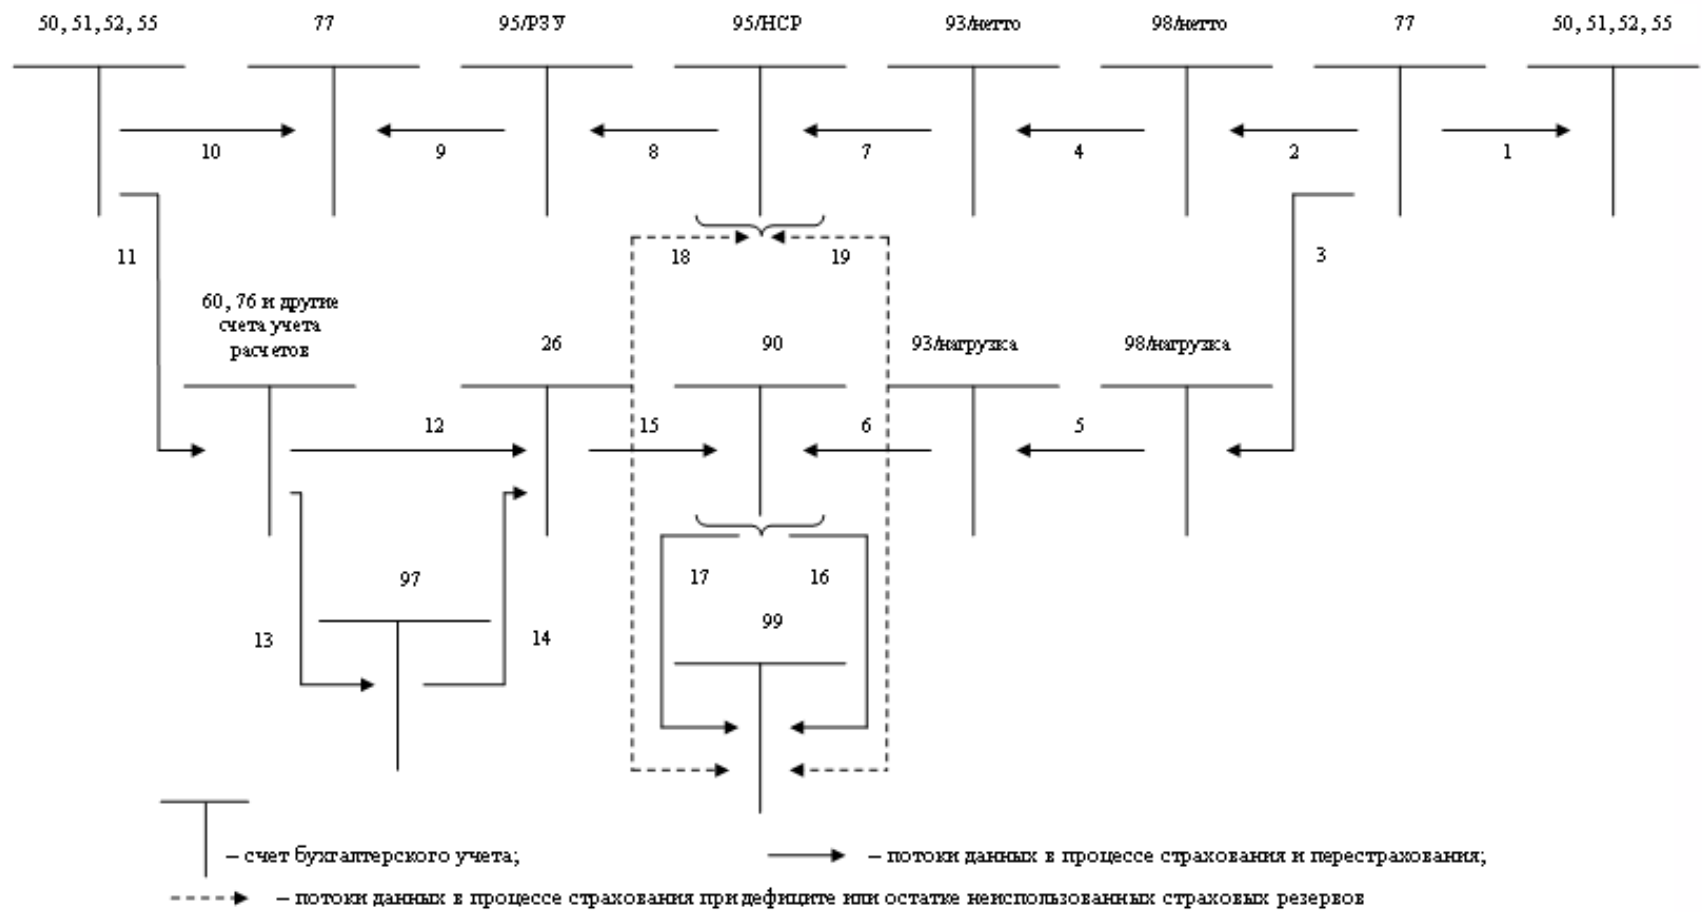 50, 51, 52, 55 77 95/РЗУ 95/НСР 93/нетто 98/нетто 77 50, 51, 52, 55
10 9 8 7 4 2 1
11 18 19 3
60, 76 и другие
счета учета
расчетов
26 90 93/нагрузка 98/нагрузка
12 15 6 5
97 17 16
99
13 14
– счет бухгалтерского учета; – потоки данных в процессе страхования и перестрахования;
– потоки данных в процессе страхования при дефиците или остатке неиспользованных страховых резервов